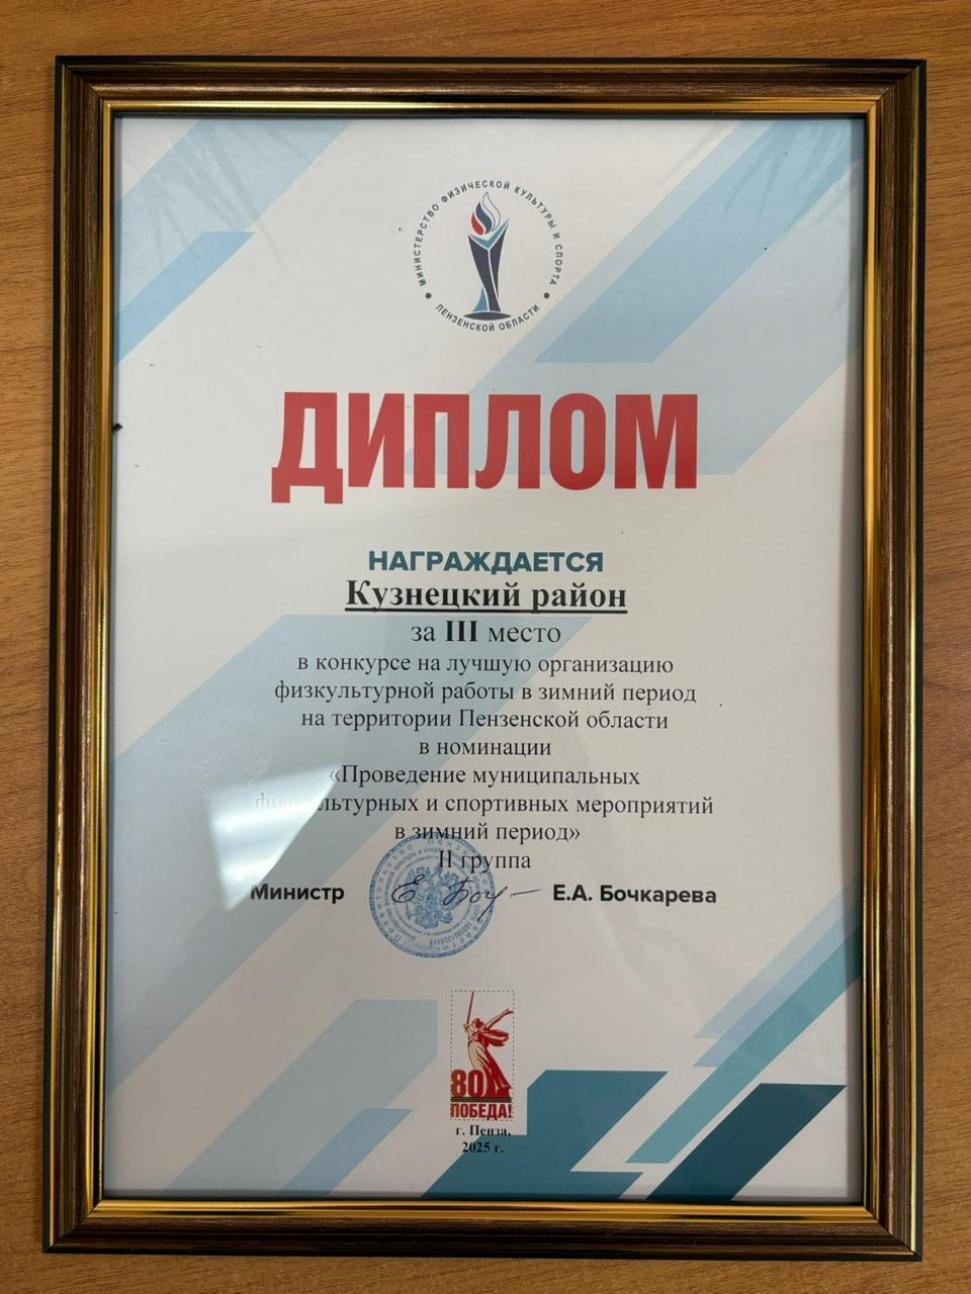 МИНИСТЕРСТВО ФИЗИЧЕСКОЙ КУЛЬТУРЫ И СПОРТА
ПЕНЗЕНСКОЙ ОБЛАСТИ
ДИПЛОМ
НАГРАЖДАЕТСЯ
Кузнецкий район
за III место
в конкурсе на лучшую организацию
физкультурной работы в зимний период
на территории Пензенской области
в номинации
«Проведение муниципальных
физкультурных и спортивных мероприятий
в зимний период»
II группа
Министр Е.А. Бочкарева
80
ПОБЕДА!
г. Пенза,
2025 г.